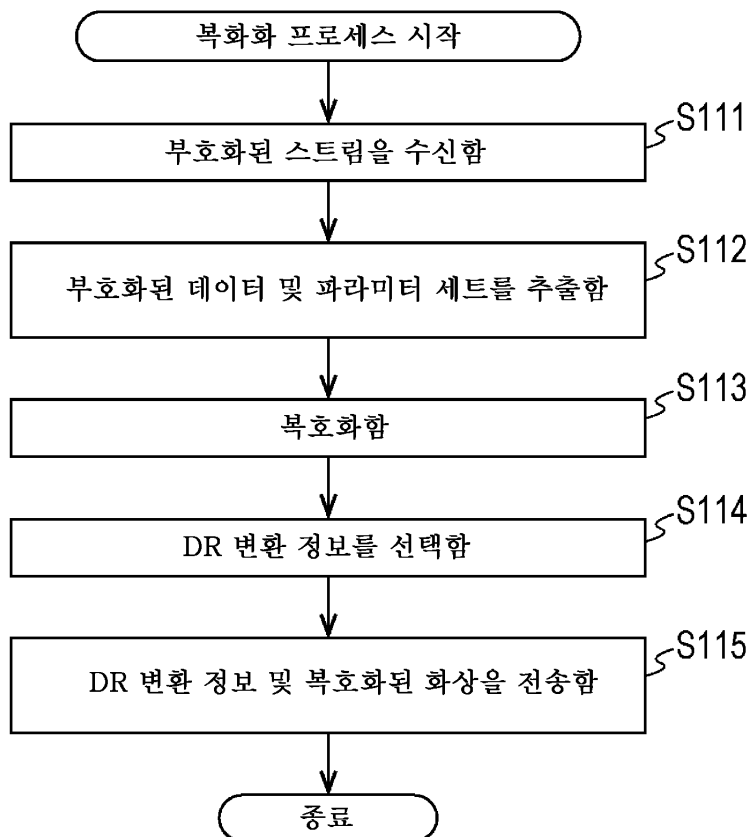 복화화 프로세스 시작
S111
부호화된 스트림을 수신함
S112
부호화된 데이터 및 파라미터 세트를 추출함
S113
복호화함
S114
DR 변환 정보를 선택함
S115
DR 변환 정보 및 복호화된 화상을 전송함
종료